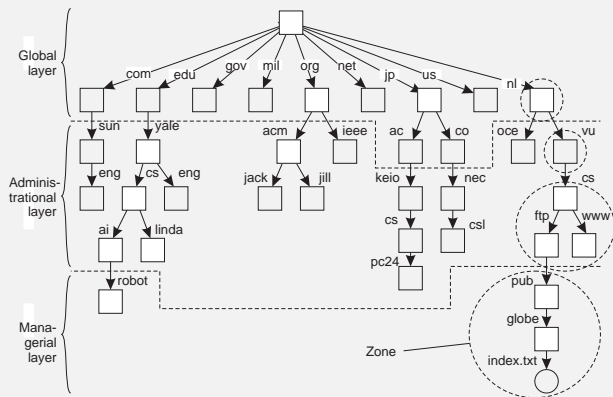 Global
layer
com
edu
gov
mil
org
net
jp
us
nl
sun
yale
acm
ieee
ac
co
oce
vu
Adminis-
trational
layer
eng
cs
eng
jack
jill
keio
nec
cs
ai
linda
cs
csl
ftp
www
pc24
robot
pub
Mana-
gerial
layer
globe
Zone
index.txt